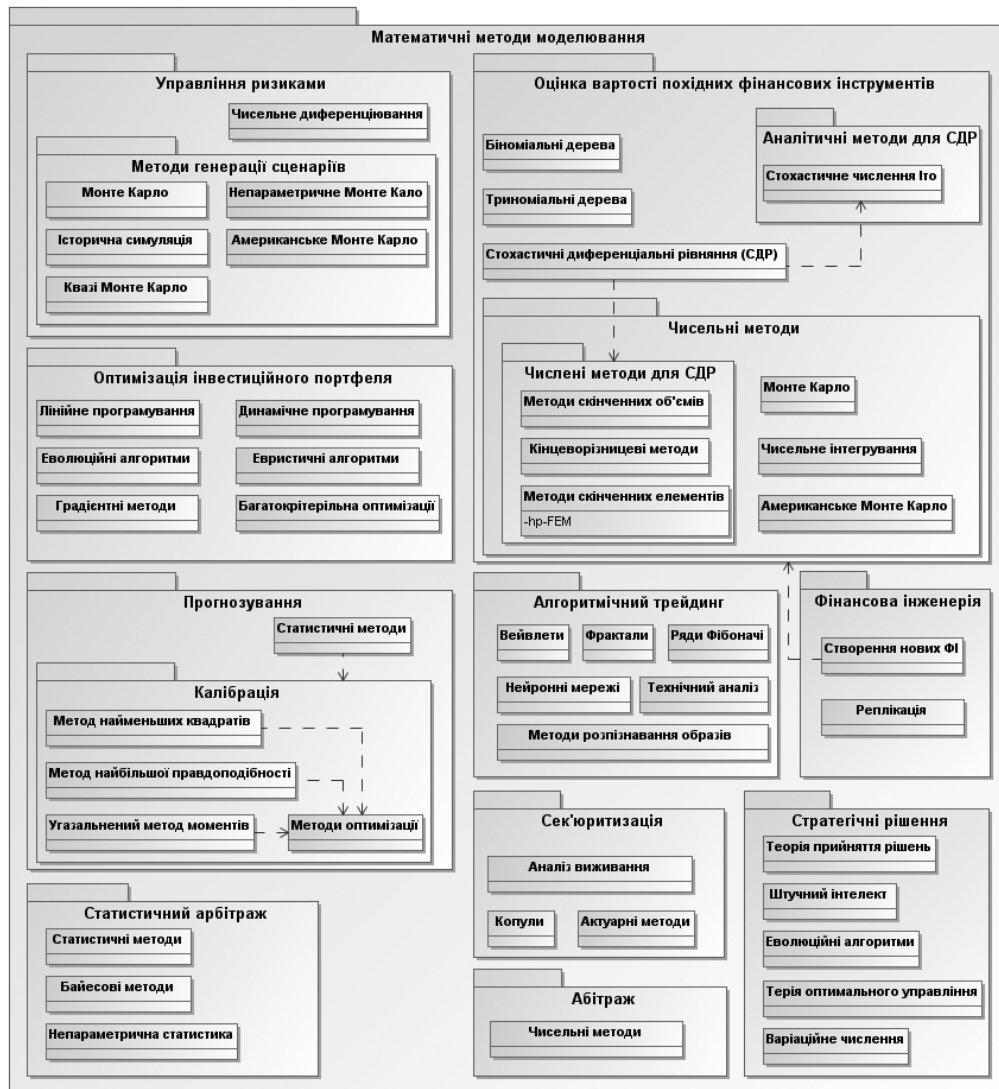 Математичні методи моделювання
Управління ризиками
Чисельне диференціювання
Методи генерації сценаріїв
Монте Карло
Непараметричне Монте Кало
Історична симуляція
Американське Монте Карло
Квазі Монте Карло
Оцінка вартості похідних фінансових інструментів
Біноміальні дерева
Триноміальні дерева
Стохастичні диференціальні рівняння (СДР)
Аналітичні методи для СДР
Стохастичне числення Іто
Чисельні методи
Числені методи для СДР
Методи скінченних об'ємів
Кінцеворізницеві методи
Методи скінченних елементів
-hp-FEM
Монте Карло
Чисельне інтегрування
Американське Монте Карло
Оптимізація інвестиційного портфеля
Лінійне програмування
Динамічне програмування
Еволюційні алгоритми
Евристичні алгоритми
Градієнтні методи
Багатокрітерільна оптимізації
Прогнозування
Статистичні методи
Калібрація
Метод найменьших квадратів
Метод найбільшої правдоподібності
Угазальнений метод моментів
Методи оптимізації
Алгоритмічний трейдинг
Вейвлети
Фрактали
Ряди Фібоначі
Нейронні мережі
Технічний аналіз
Методи розпізнавання образів
Фінансова інженерія
Створення нових ФІ
Реплікація
Статистичний арбітраж
Статистичні методи
Байесові методи
Непараметрична статистика
Сек'юритизація
Аналіз виживання
Копули
Актуарні методи
Абітраж
Чисельні методи
Стратегічні рішення
Теорія прийняття рішень
Штучний інтелект
Еволюційні алгоритми
Терія оптимального управління
Варіаційне числення